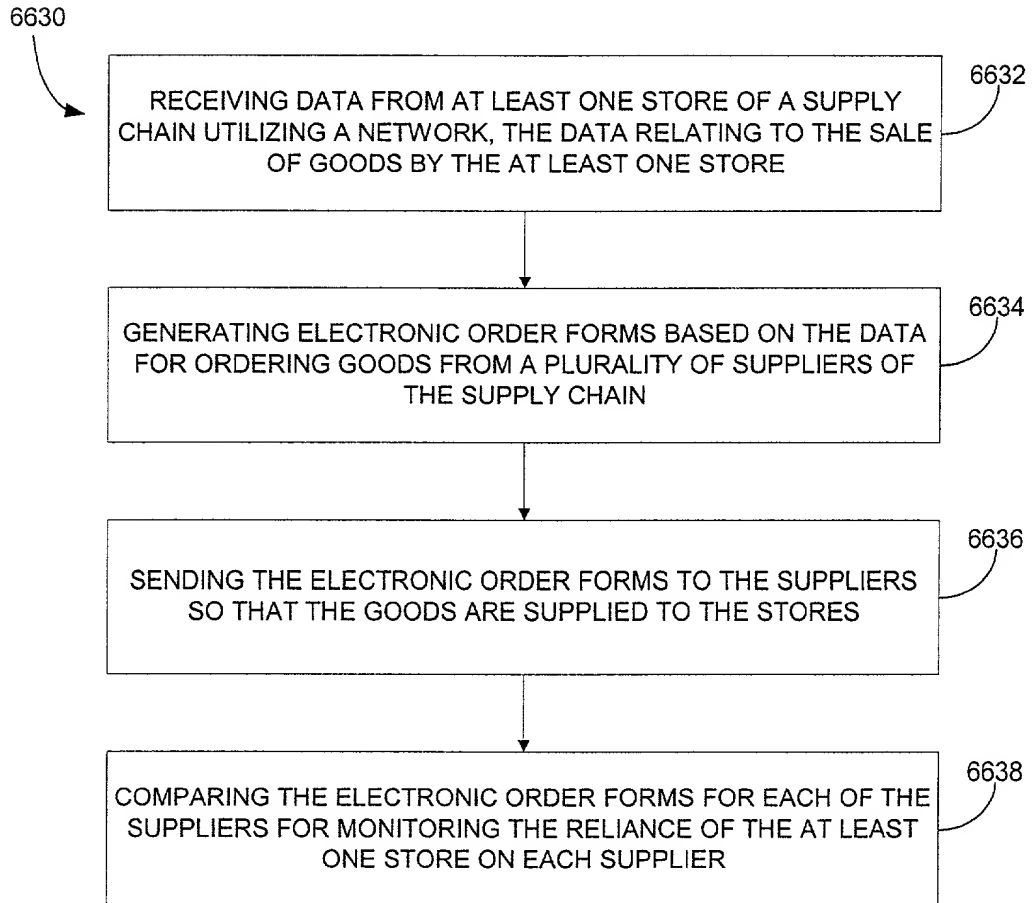 6630
6632
RECEIVING DATA FROM AT LEAST ONE STORE OF A SUPPLY
CHAIN UTILIZING A NETWORK, THE DATA RELATING TO THE SALE
OF GOODS BY THE AT LEAST ONE STORE
6634
GENERATING ELECTRONIC ORDER FORMS BASED ON THE DATA
FOR ORDERING GOODS FROM A PLURALITY OF SUPPLIERS OF
THE SUPPLY CHAIN
6636
SENDING THE ELECTRONIC ORDER FORMS TO THE SUPPLIERS
SO THAT THE GOODS ARE SUPPLIED TO THE STORES
6638
COMPARING THE ELECTRONIC ORDER FORMS FOR EACH OF THE
SUPPLIERS FOR MONITORING THE RELIANCE OF THE AT LEAST
ONE STORE ON EACH SUPPLIER